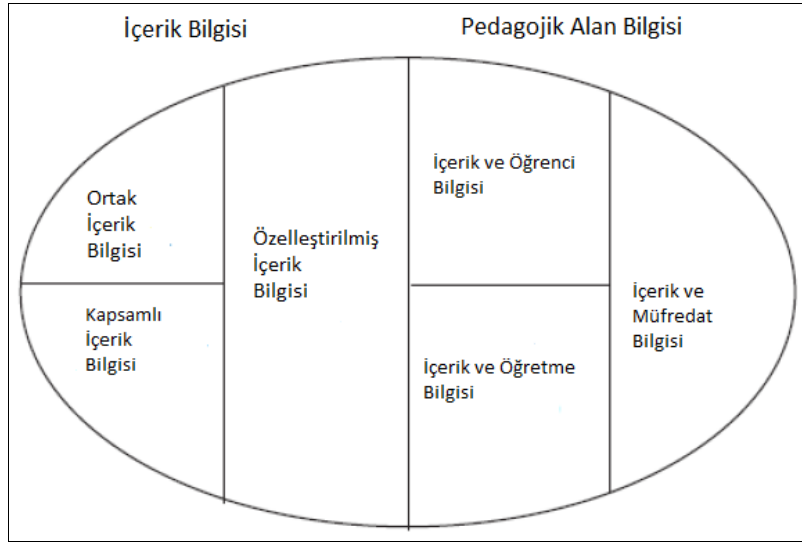 İçerik Bilgisi
Pedagojik Alan Bilgisi
Ortak
İçerik
Bilgisi
Kapsamlı
İçerik
Bilgisi
Özelleştirilmiş
İçerik
Bilgisi
İçerik ve Öğrenci
Bilgisi
İçerik ve Öğretme
Bilgisi
İçerik ve
Müfredat
Bilgisi